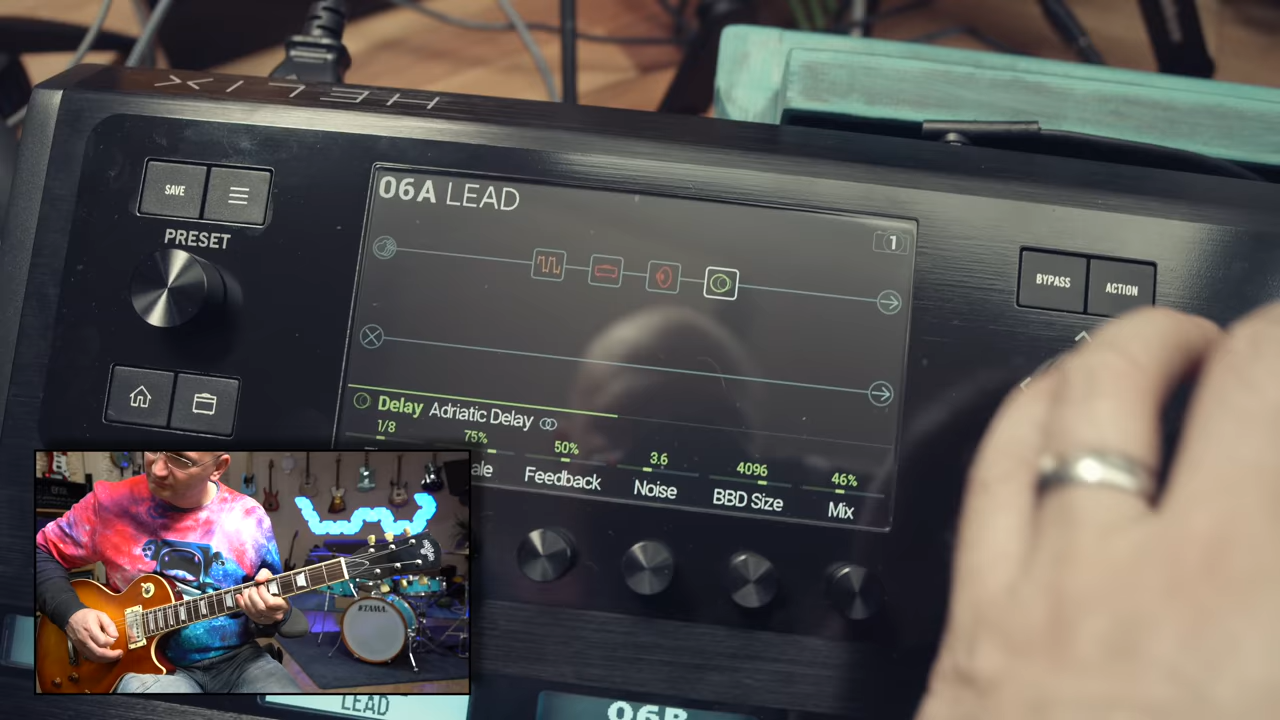 HELIX
SAVE
PRESET
06A LEAD
1
BYPASS
ACTION
Delay Adriatic Delay
1/8
75%
50%
3.6
4096
46%
Feedback
Noise
BBD Size
Mix
TAMA
LEAD
06B